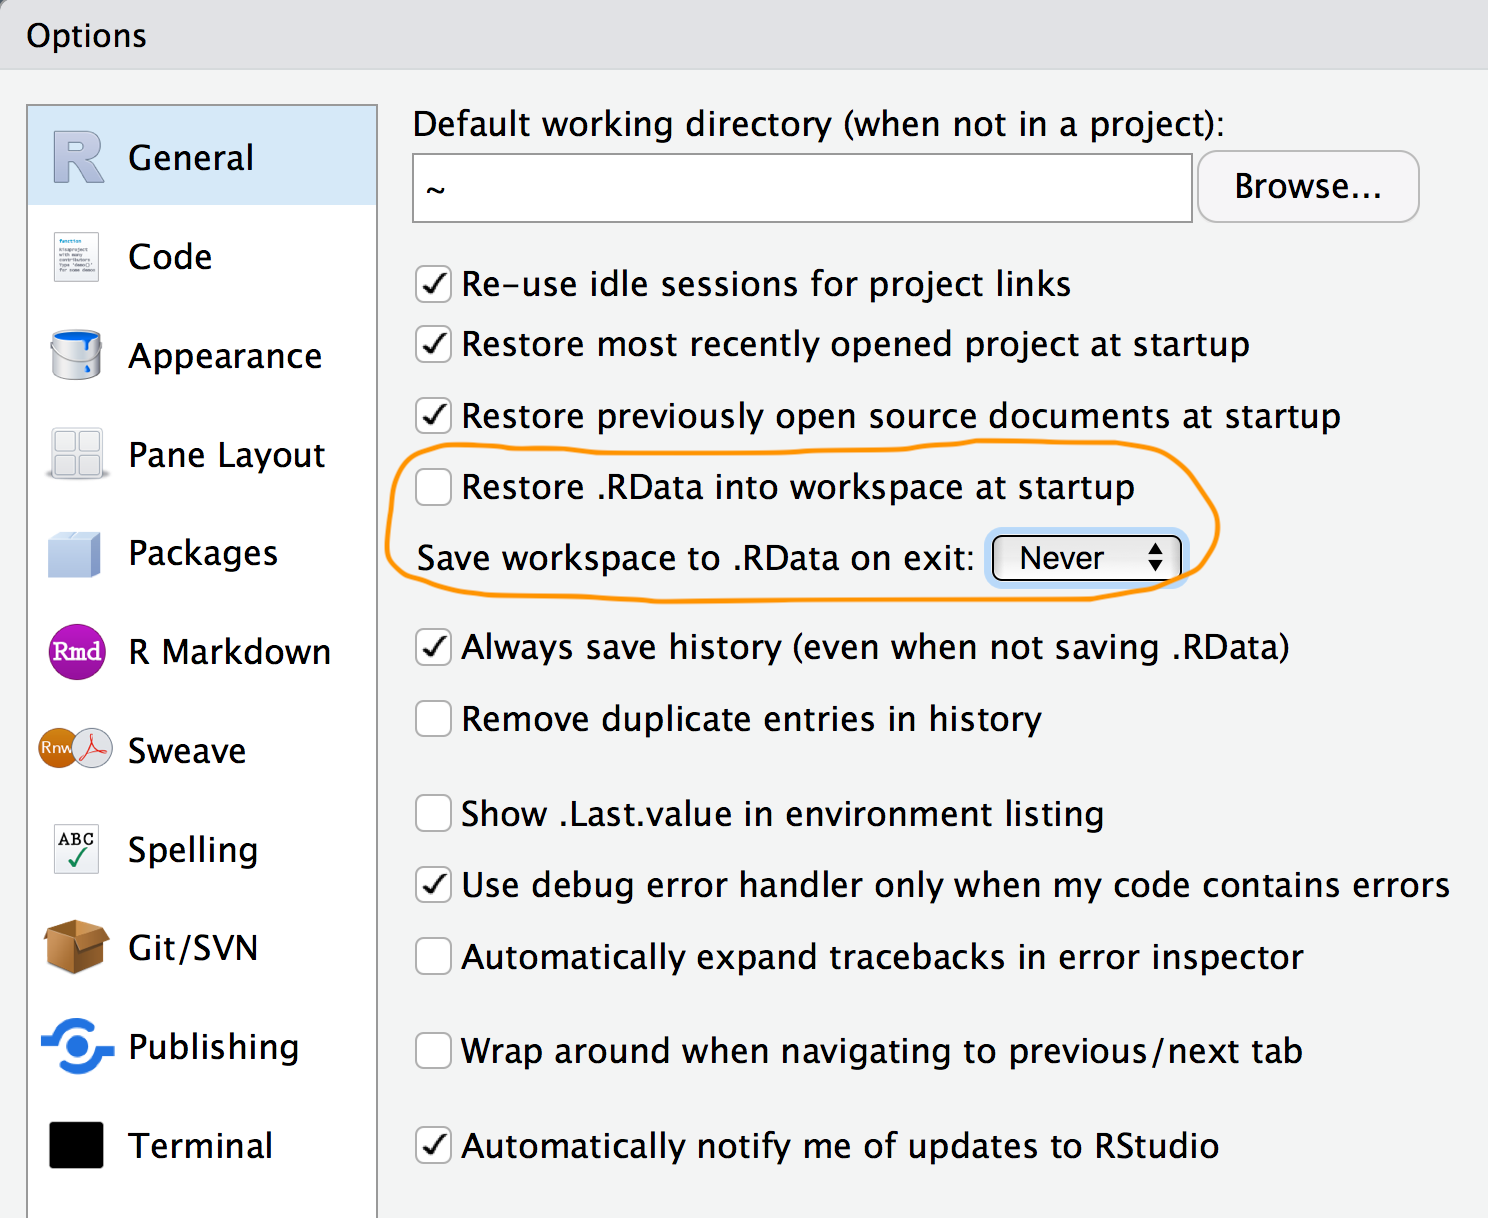 Options
General
Code
Appearance
Pane Layout
Packages
Rmd
R Markdown
Rnw
Sweave
ABC
Spelling
Git/SVN
Publishing
Terminal
Default working directory (when not in a project):
~
Browse...
Re-use idle sessions for project links
Restore most recently opened project at startup
Restore previously open source documents at startup
Restore .RData into workspace at startup
Save workspace to .RData on exit: Never
Always save history (even when not saving .RData)
Remove duplicate entries in history
Show .Last.value in environment listing
Use debug error handler only when my code contains errors
Automatically expand tracebacks in error inspector
Wrap around when navigating to previous/next tab
Automatically notify me of updates to RStudio